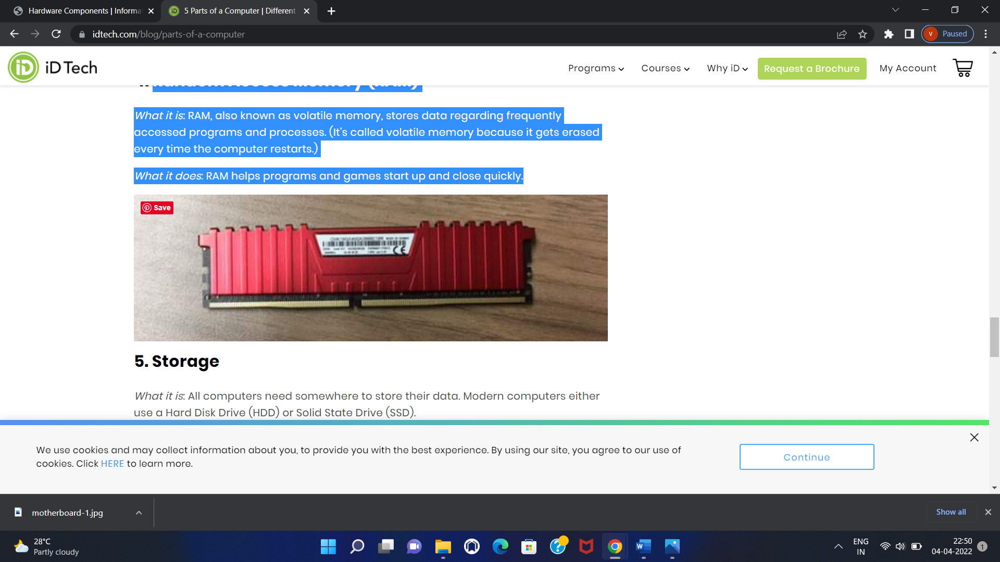 Hardware Components | Informa
5 Parts of a Computer | Different
idtech.com/blog/parts-of-a-computer
V Paused
iD iD Tech
Programs Courses Why iD Request a Brochure My Account
4. Random Access Memory (RAM)
What it is: RAM, also known as volatile memory, stores data regarding frequently
accessed programs and processes. (It's called volatile memory because it gets erased
every time the computer restarts.)
What it does: RAM helps programs and games start up and close quickly.
Save
CE
5. Storage
What it is: All computers need somewhere to store their data. Modern computers either
use a Hard Disk Drive (HDD) or Solid State Drive (SSD).
We use cookies and may collect information about you, to provide you with the best experience. By using our site, you agree to our use of
cookies. Click HERE to learn more.
Continue
motherboard-1.jpg
Show all
28°C
Partly cloudy
ENG
IN
22:50
04-04-2022
1